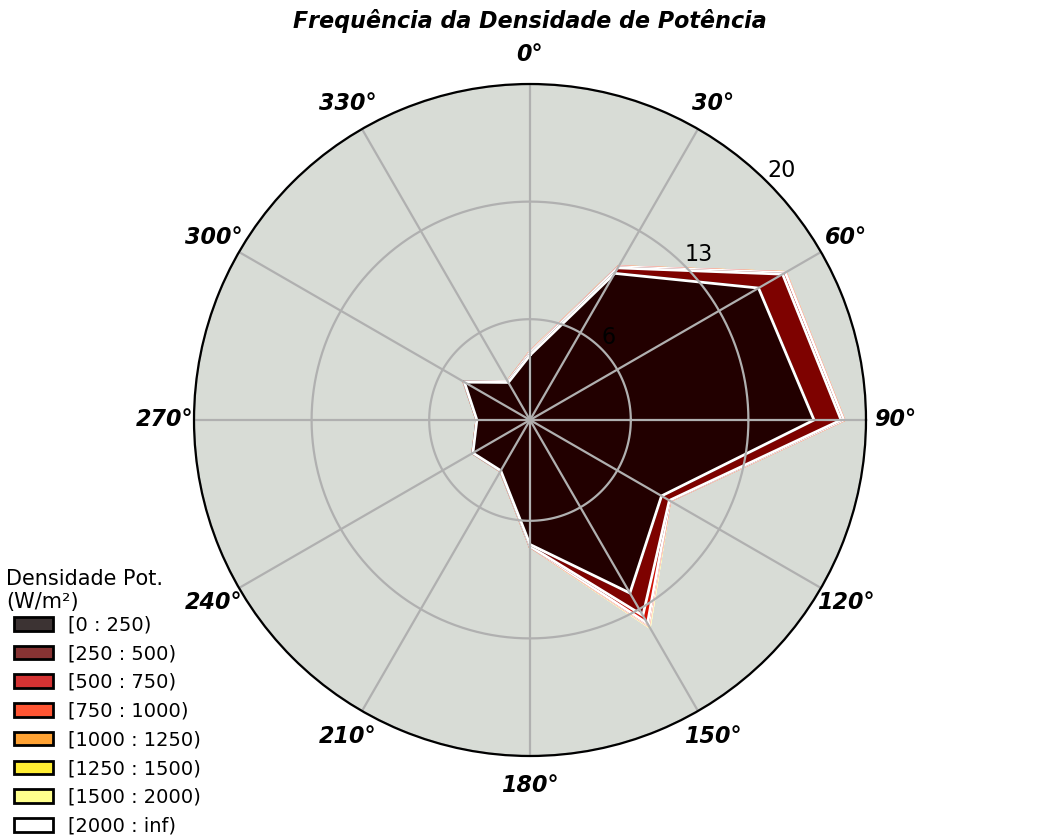 Frequência da Densidade de Potência
0°
330°
30°
20
300°
60°
13
6
270°
90°
240°
120°
210°
150°
180°
Densidade Pot.
(W/m²)
[0 : 250)
[250 : 500)
[500 : 750)
[750 : 1000)
[1000 : 1250)
[1250 : 1500)
[1500 : 2000)
[2000 : inf)